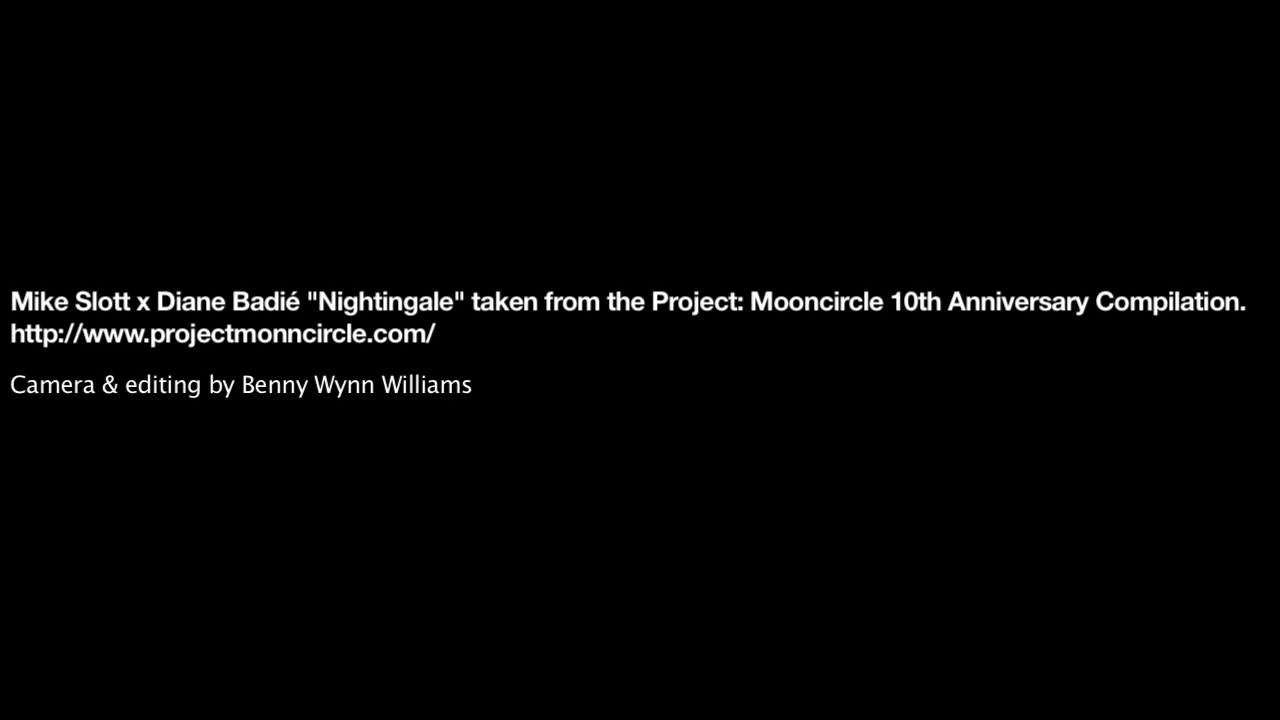 Mike Slott x Diane Badié "Nightingale" taken from the Project: Mooncircle 10th Anniversary Compilation.
http://www.projectmonncircle.com/
Camera & editing by Benny Wynn Williams